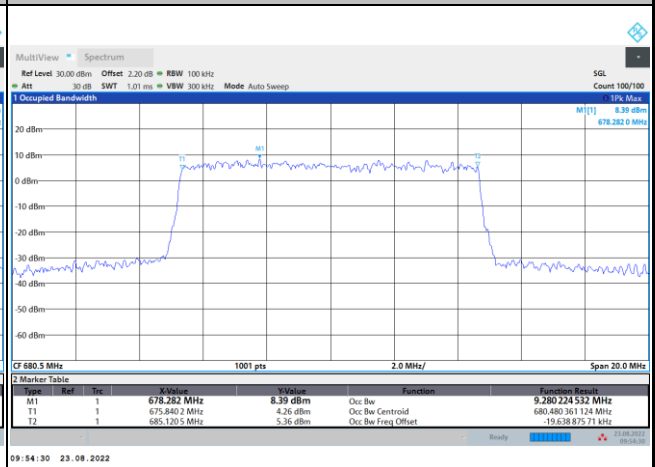 MultiView Spectrum
Ref Level 30.00 dBm Offset 2.20 dB RBW 100 kHz SGL
Att 30 dB SWT 1.01 ms VBW 300 kHz Mode Auto Sweep Count 100/100
1 Occupied Bandwidth 1Pk Max
M1[1] 8.39 dBm
678.282 0 MHz
20 dBm
M1
10 dBm
T1 T2
0 dBm
-10 dBm
-20 dBm
-30 dBm
-40 dBm
-50 dBm
-60 dBm
CF 680.5 MHz 1001 pts 2.0 MHz/ Span 20.0 MHz
2 Marker Table
Type Ref Trc X-Value Y-Value Function Function Result
M1 1 678.282 MHz 8.39 dBm Occ Bw 9.280 224 532 MHz
T1 1 675.840 2 MHz 4.26 dBm Occ Bw Centroid 680.480 361 124 MHz
T2 1 685.120 5 MHz 5.36 dBm Occ Bw Freq Offset -19.638 875 71 kHz
Ready 23.08.2022
09:54:30
09:54:30 23.08.2022